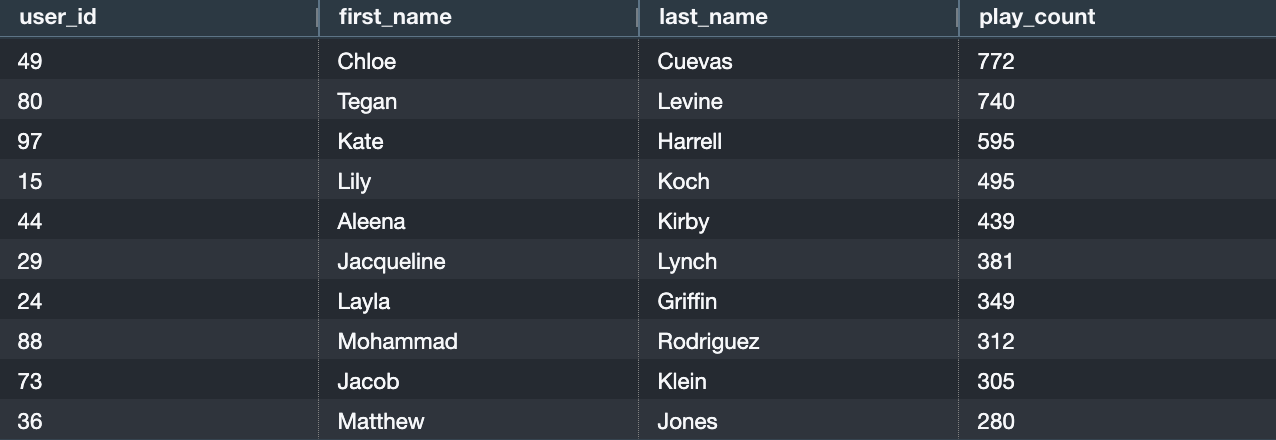 user_id first_name last_name play_count
49 Chloe Cuevas 772
80 Tegan Levine 740
97 Kate Harrell 595
15 Lily Koch 495
44 Aleena Kirby 439
29 Jacqueline Lynch 381
24 Layla Griffin 349
88 Mohammad Rodriguez 312
73 Jacob Klein 305
36 Matthew Jones 280